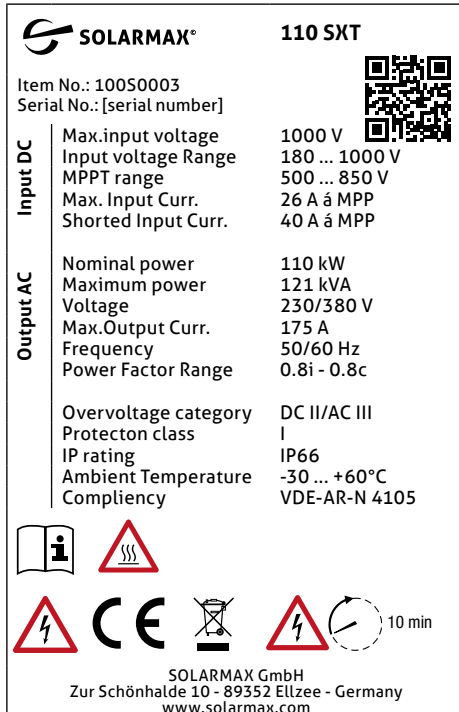 SOLARMAX®
110 SXT
Item No.: 100S0003
Serial No.: [serial number]
Input DC
Max.input voltage 1000 V
Input voltage Range 180 ... 1000 V
MPPT range 500 ... 850 V
Max. Input Curr. 26 A á MPP
Shorted Input Curr. 40 A á MPP
Output AC
Nominal power 110 kW
Maximum power 121 kVA
Voltage 230/380 V
Max.Output Curr. 175 A
Frequency 50/60 Hz
Power Factor Range 0.8i - 0.8c
Overvoltage category DC II/AC III
Protecton class I
IP rating IP66
Ambient Temperature -30 ... +60°C
Compliency VDE-AR-N 4105
i
CE
10 min
SOLARMAX GmbH
Zur Schönhalde 10 - 89352 Ellzee - Germany
www.solarmax.com